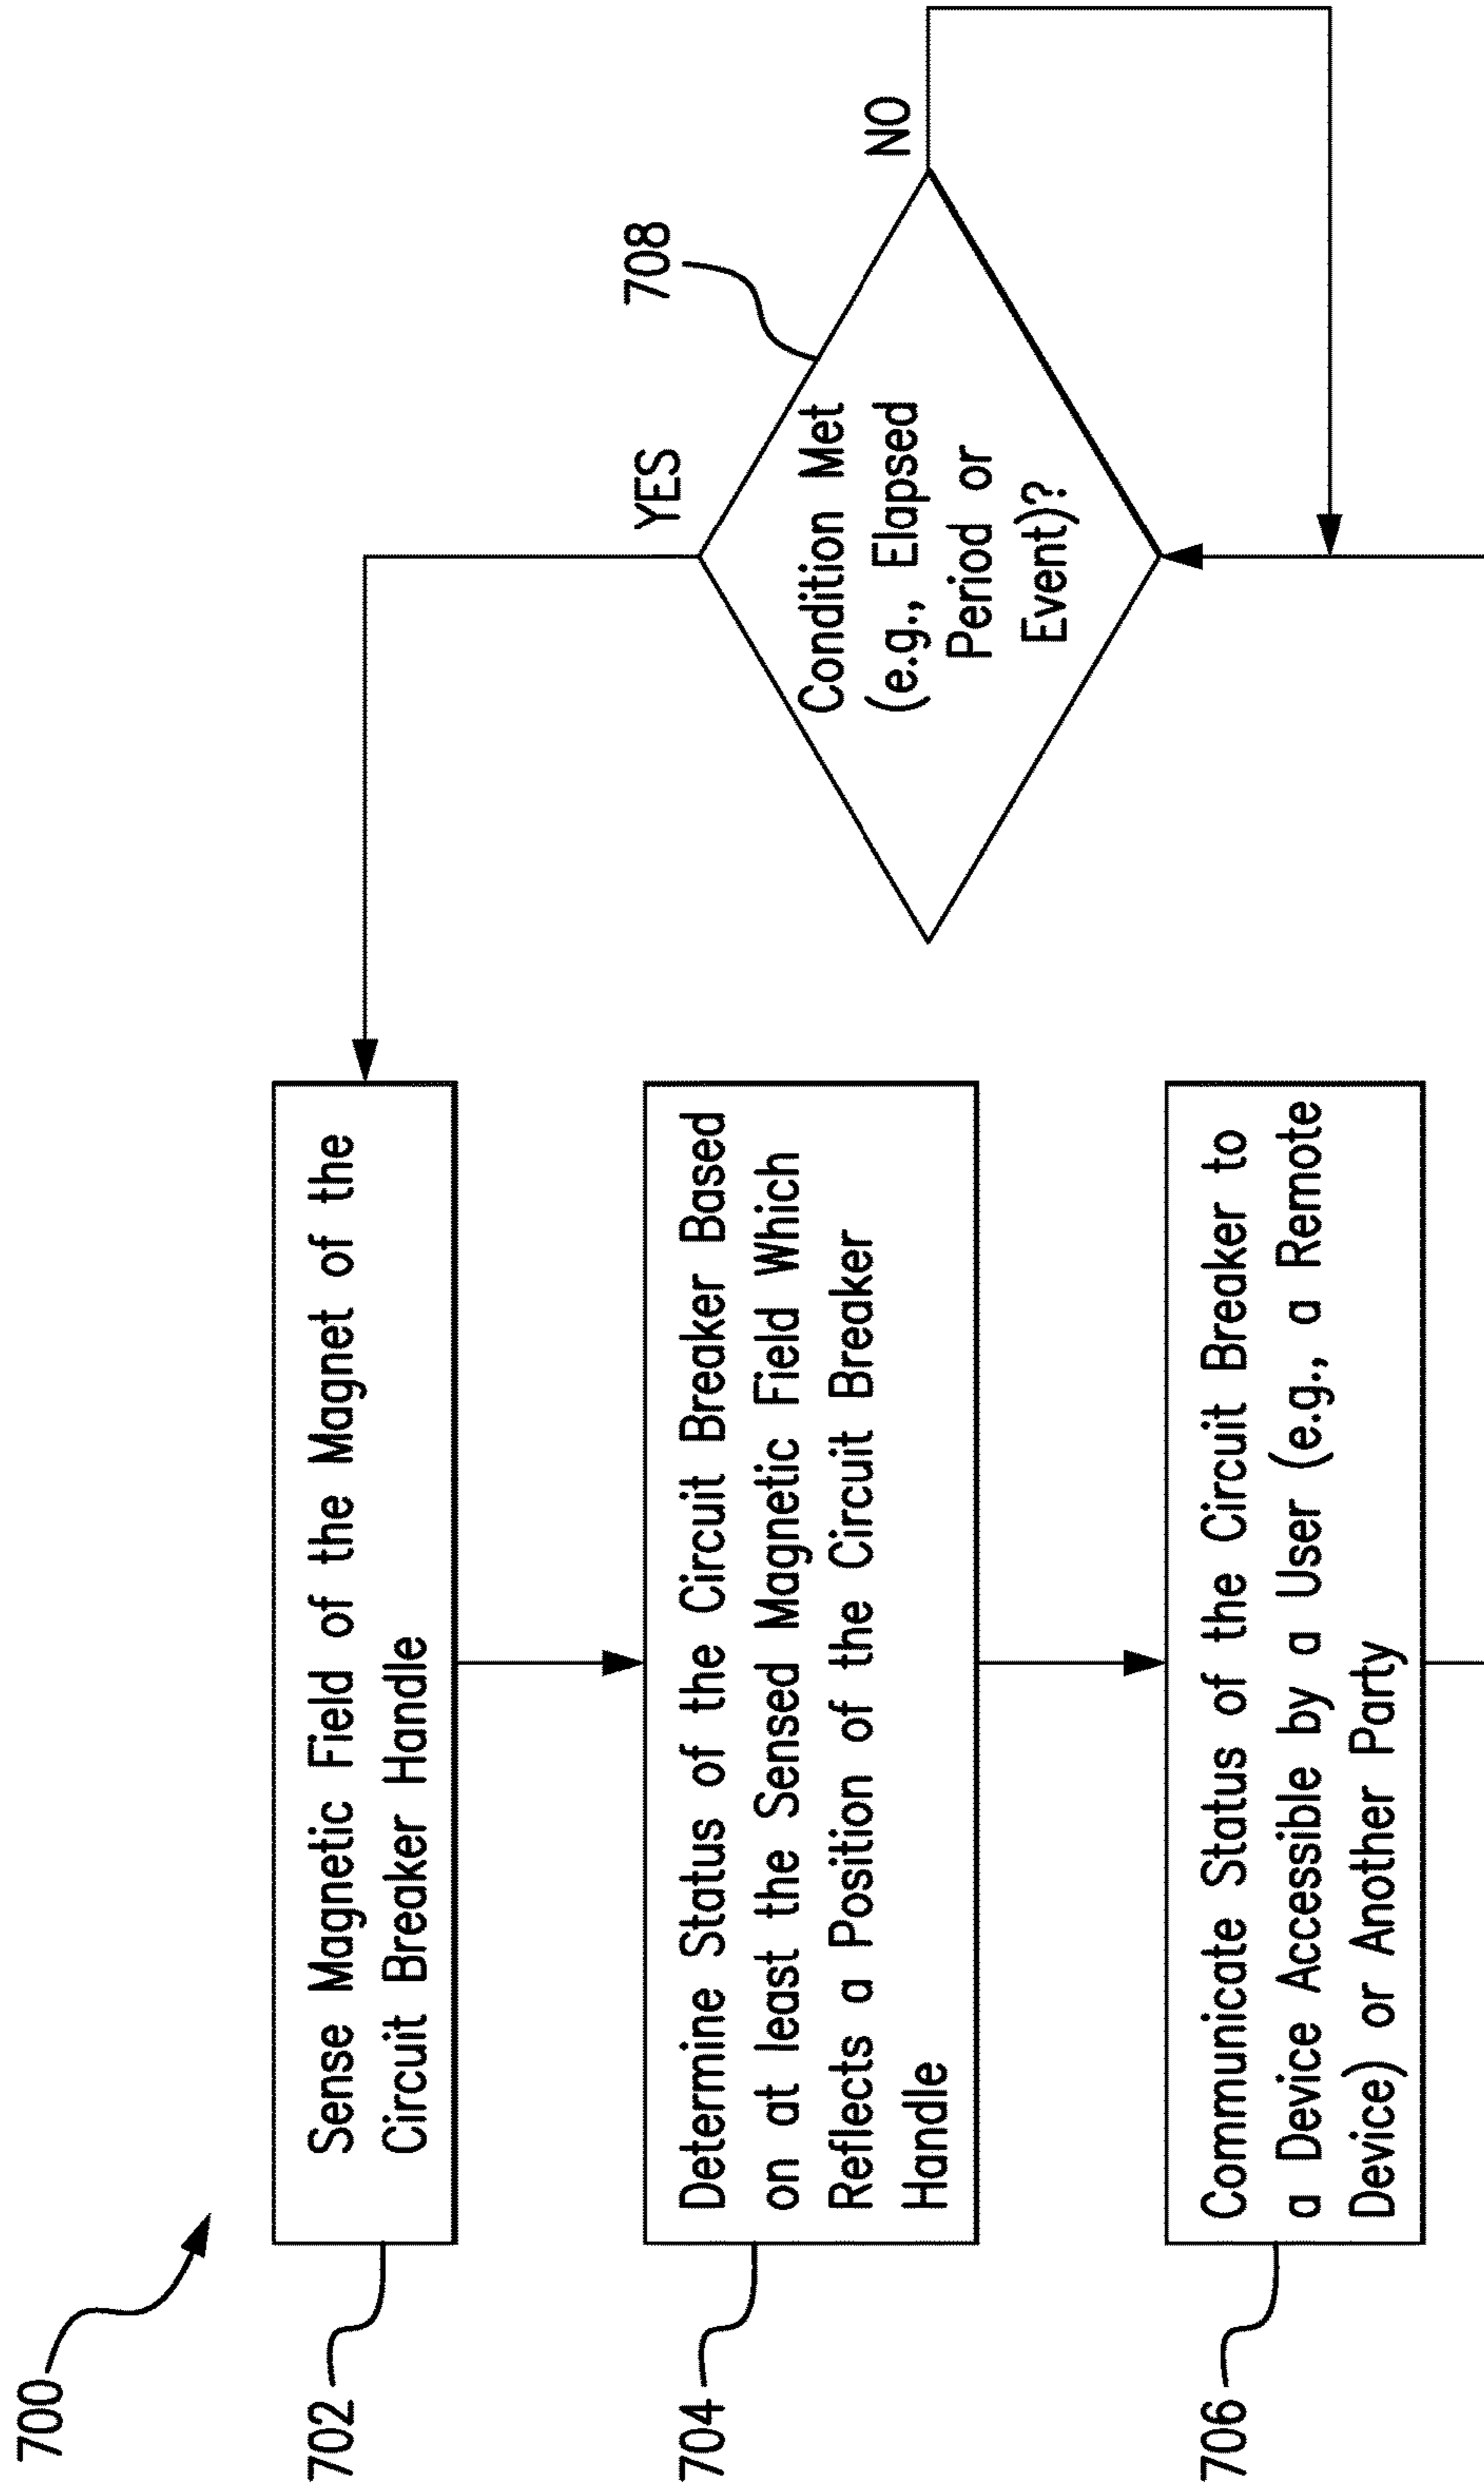 700
702
Sense Magnetic Field of the Magnet of the
Circuit Breaker Handle
704
Determine Status of the Circuit Breaker Based
on at least the Sensed Magnetic Field Which
Reflects a Position of the Circuit Breaker
Handle
706
Communicate Status of the Circuit Breaker to
a Device Accessible by a User (e.g., a Remote
Device) or Another Party
708
Condition Met
(e.g., Elapsed
Period or
Event)?
YES
NO